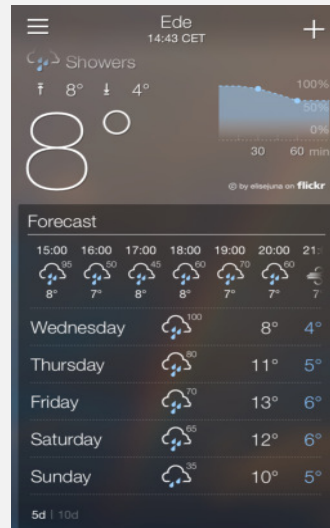 Ede
14:43 CET
Showers
8° 4°
8°
100%
50%
0%
30 60 min
© by elisejuna on flickr
Forecast
15:00 16:00 17:00 18:00 19:00 20:00 21:
95 50 45 60 70 60
8° 7° 8° 8° 7° 7° 7
Wednesday 100 8° 4°
Thursday 80 11° 5°
Friday 70 13° 6°
Saturday 65 12° 6°
Sunday 35 10° 5°
5d | 10d